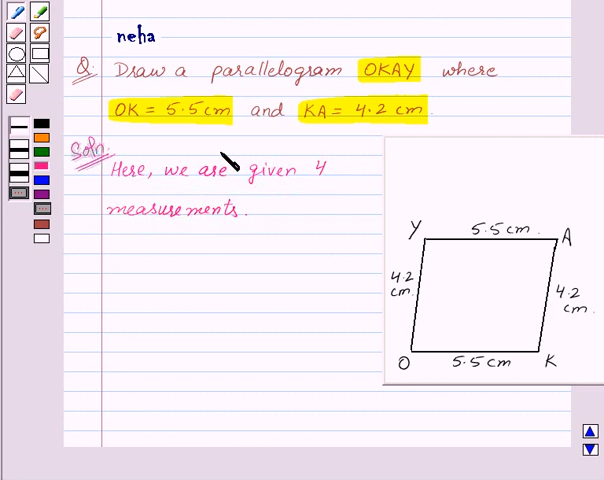 neha
Q. Draw a parallelogram OKAY where
OK = 5.5 cm and KA = 4.2 cm.
Soln.
Here, we are given 4
measurements.
Y 5.5 cm. A
4.2 cm.
4.2 cm.
O 5.5 cm K